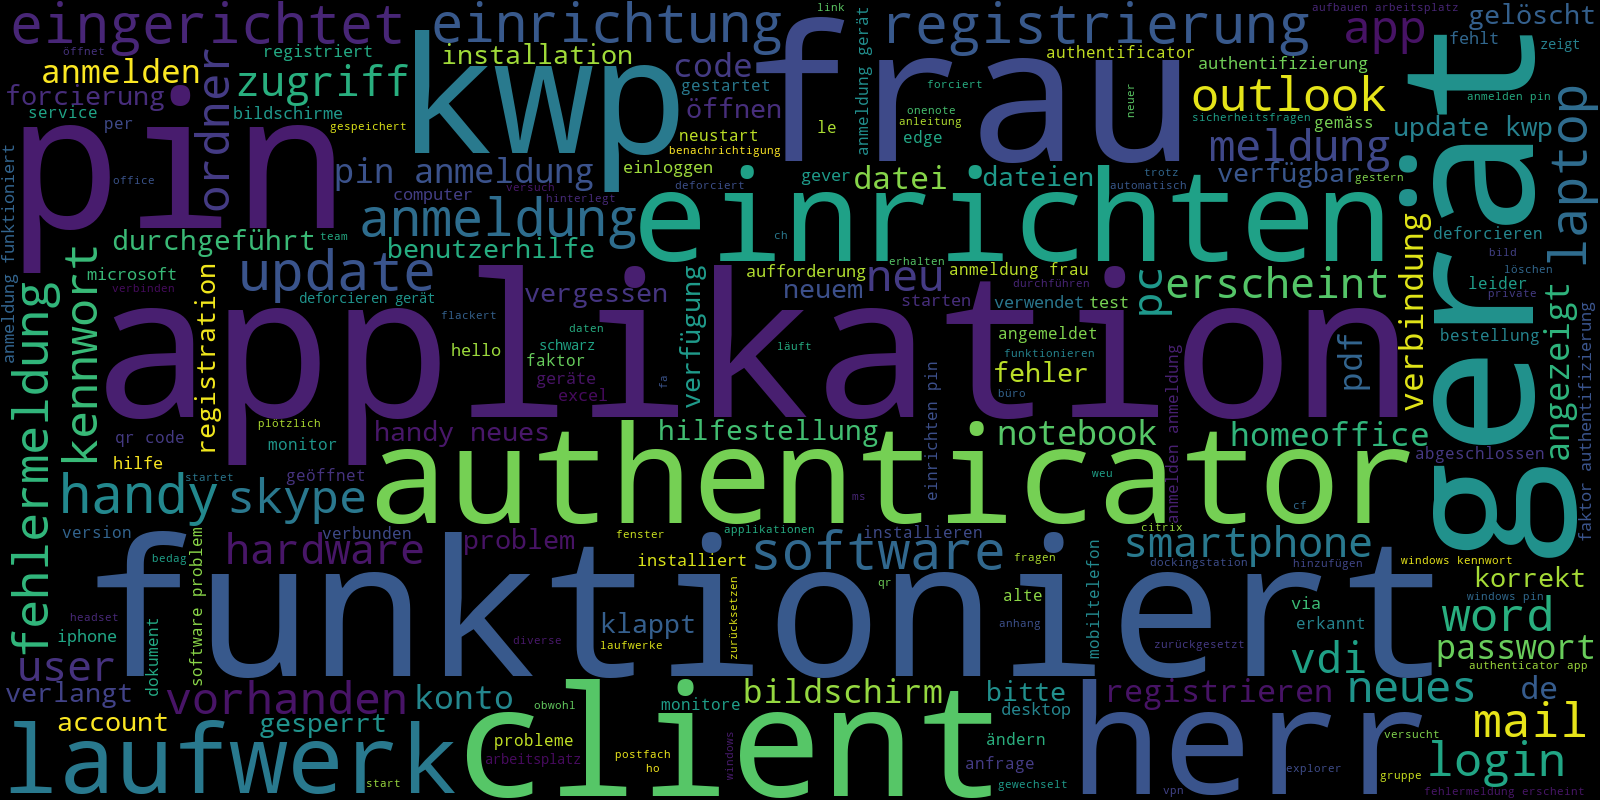 eingerichtet
einrichtung
link
registrierung
aufbauen arbeitsplatz
app
gelöscht
öffnet
registriert
installation
code
authentificator
fehlt
zeigt
anmelden
zugriff
kwp
frau
authentifizierung
forcierung
ordner
gestartet
forciert
outlook
anmelden pin
service
per
bildschirme
gespeichert
öffnen
anmeldung gerät
onenote
anleitung
neuer
sicherheitsfragen
gemäss
update kwp
pin
neustart
benachrichtigung
le
edge
meldung
gerät
laptop
anmeldung funktioniert
office
pin anmeldung
computer
versuch
hinterlegt
einloggen
deforciert
gever
datei
dateien
trotz
automatisch
verfügbar
gestern
anmeldung
einrichten
durchgeführt
team
benutzerhilfe
ch
verbindung
deforcieren
kennwort
microsoft
verbinden
registration
update
deforcieren gerät
vergessen
verfügung
aufforderung
neuem
neu
erhalten
anmeldung frau
durchführen
starten
verwendet
test
pc
erscheint
bild
löschen
leider
private
fehlermeldung
applikation
flackert
hello
daten
schwarz
faktor
geräte
excel
fa
läuft
angemeldet
funktionieren
fehler
büro
pdf
bestellung
angezeigt
faktor authentifizierung
einrichten pin
anmelden anmeldung
plötzlich
qr code
monitor
handy neues
hilfestellung
notebook
homeoffice
hilfe
startet
geöffnet
authenticator
weu
abgeschlossen
handy
skype
ms
cf
version
verbunden
fenster
applikationen
installieren
citrix
smartphone
bedag
software problem
hardware
problem
installiert
software
fragen
mobiltelefon
dockingstation
hinzufügen
windows kennwort
funktioniert
zurücksetzen
qr
alte
korrekt
windows pin
headset
iphone
dokument
diverse
klappt
laufwerke
anhang
via
erkannt
word
zurückgesetzt
vdi
passwort
authenticator app
user
verlangt
vorhanden
konto
obwohl
bildschirm
monitore
bitte
desktop
registrieren
neues
de
account
gesperrt
client
herr
mail
laufwerk
probleme
arbeitsplatz
postfach
ho
windows
ändern
anfrage
versucht
login
start
gewechselt
vpn
explorer
gruppe
fehlermeldung erscheint